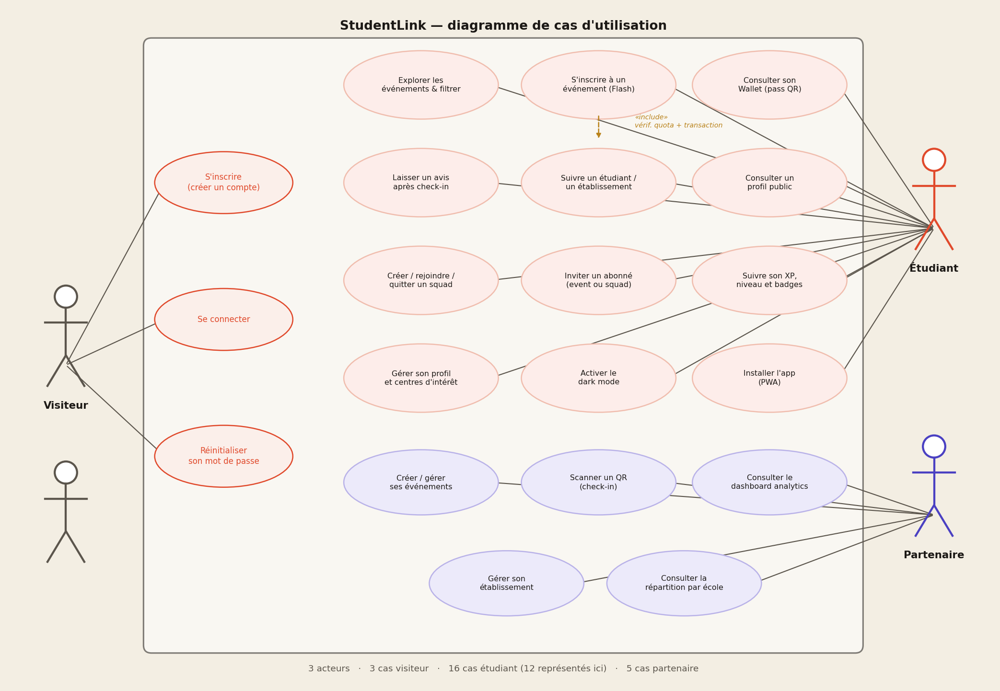 StudentLink — diagramme de cas d'utilisation
Explorer les
événements & filtrer
S'inscrire à un
événement (Flash)
Consulter son
Wallet (pass QR)
«include»
vérif. quota + transaction
S'inscrire
(créer un compte)
Laisser un avis
après check-in
Suivre un étudiant /
un établissement
Consulter un
profil public
Étudiant
Créer / rejoindre /
quitter un squad
Inviter un abonné
(event ou squad)
Suivre son XP,
niveau et badges
Se connecter
Visiteur
Gérer son profil
et centres d'intérêt
Activer le
dark mode
Installer l'app
(PWA)
Réinitialiser
son mot de passe
Créer / gérer
ses événements
Scanner un QR
(check-in)
Consulter le
dashboard analytics
Partenaire
Gérer son
établissement
Consulter la
répartition par école
3 acteurs · 3 cas visiteur · 16 cas étudiant (12 représentés ici) · 5 cas partenaire